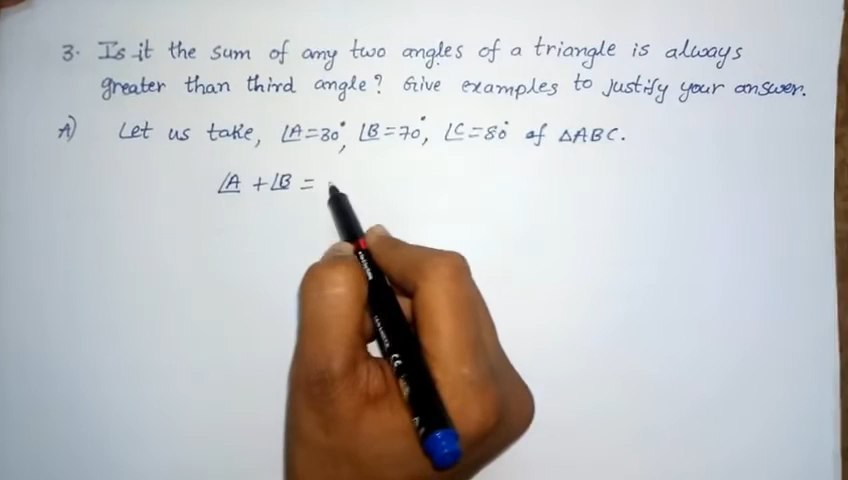 3. Is it the sum of any two angles of a triangle is always
greater than third angle? Give examples to justify your answer.
A) Let us take, ∠A=30°, ∠B=70°, ∠C=80° of ΔABC.
∠A + ∠B =